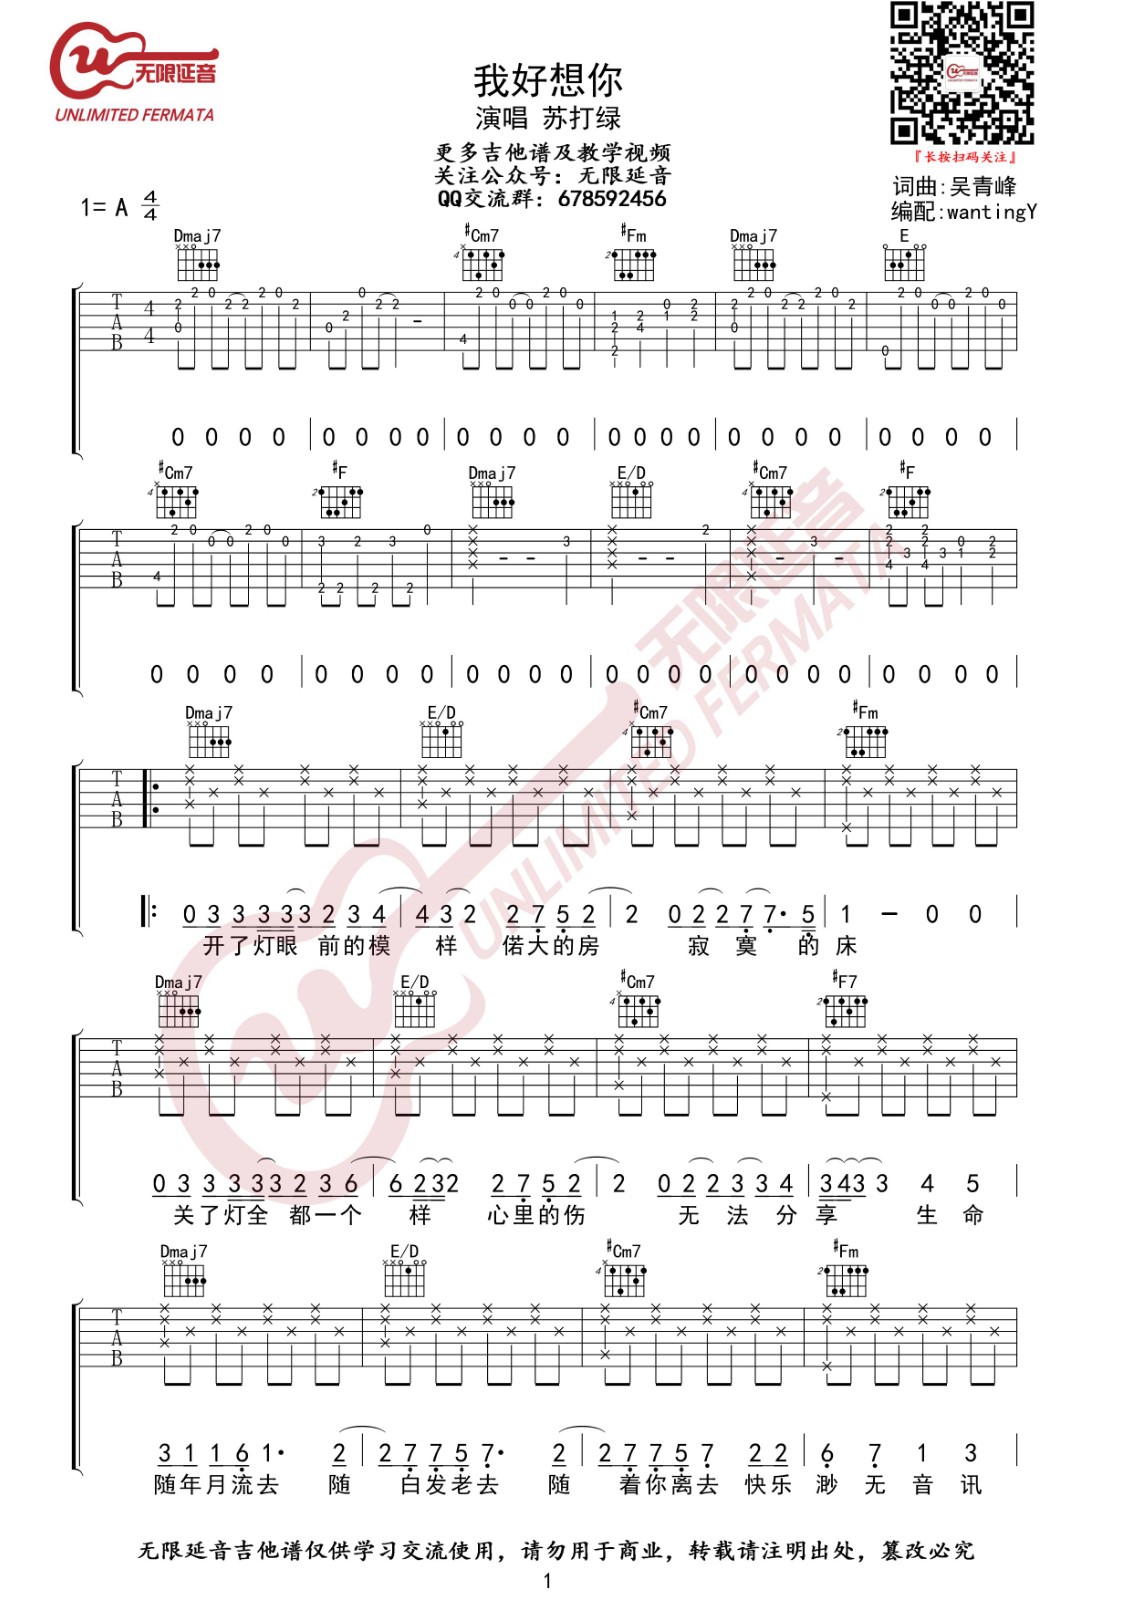 无限延音
UNLIMITED FERMATA
我好想你
演唱 苏打绿
更多吉他谱及教学视频
关注公众号：无限延音
QQ交流群：678592456
『长按扫码关注』
词曲:吴青峰
编配:wantingY
1= A 4/4
Dmaj7 #Cm7 #Fm Dmaj7 E
0 0 0 0 0 0 0 0 0 0 0 0 0 0 0 0 0 0 0 0 0 0 0 0
#Cm7 #F Dmaj7 E/D #Cm7 #F
0 0 0 0 0 0 0 0 0 0 0 0 0 0 0 0 0 0 0 0 0 0 0 0
Dmaj7 E/D #Cm7 #Fm
0 3 3 3 3 3 2 3 4 4 3 2 2 7 5 2 2 0 2 2 7 7· 5 1 - 0 0
开了灯眼 前的模 样 偌大的房 寂 寞 的 床
Dmaj7 E/D #Cm7 #F7
0 3 3 3 3 3 2 3 6 6 2 3 2 2 7 5 2 2 0 2 2 3 3 4 3 4 3 3 4 5
关了灯全 都一个 样 心里的伤 无 法 分 享 生 命
Dmaj7 E/D #Cm7 #Fm
3 1 1 6 1· 2 2 7 7 5 7· 2 2 7 7 5 7 2 2 6 7 1 3
随年月流去 随 白发老去 随 着你离去 快乐 渺 无 音 讯
无限延音吉他谱仅供学习交流使用，请勿用于商业，转载请注明出处，篡改必究
1